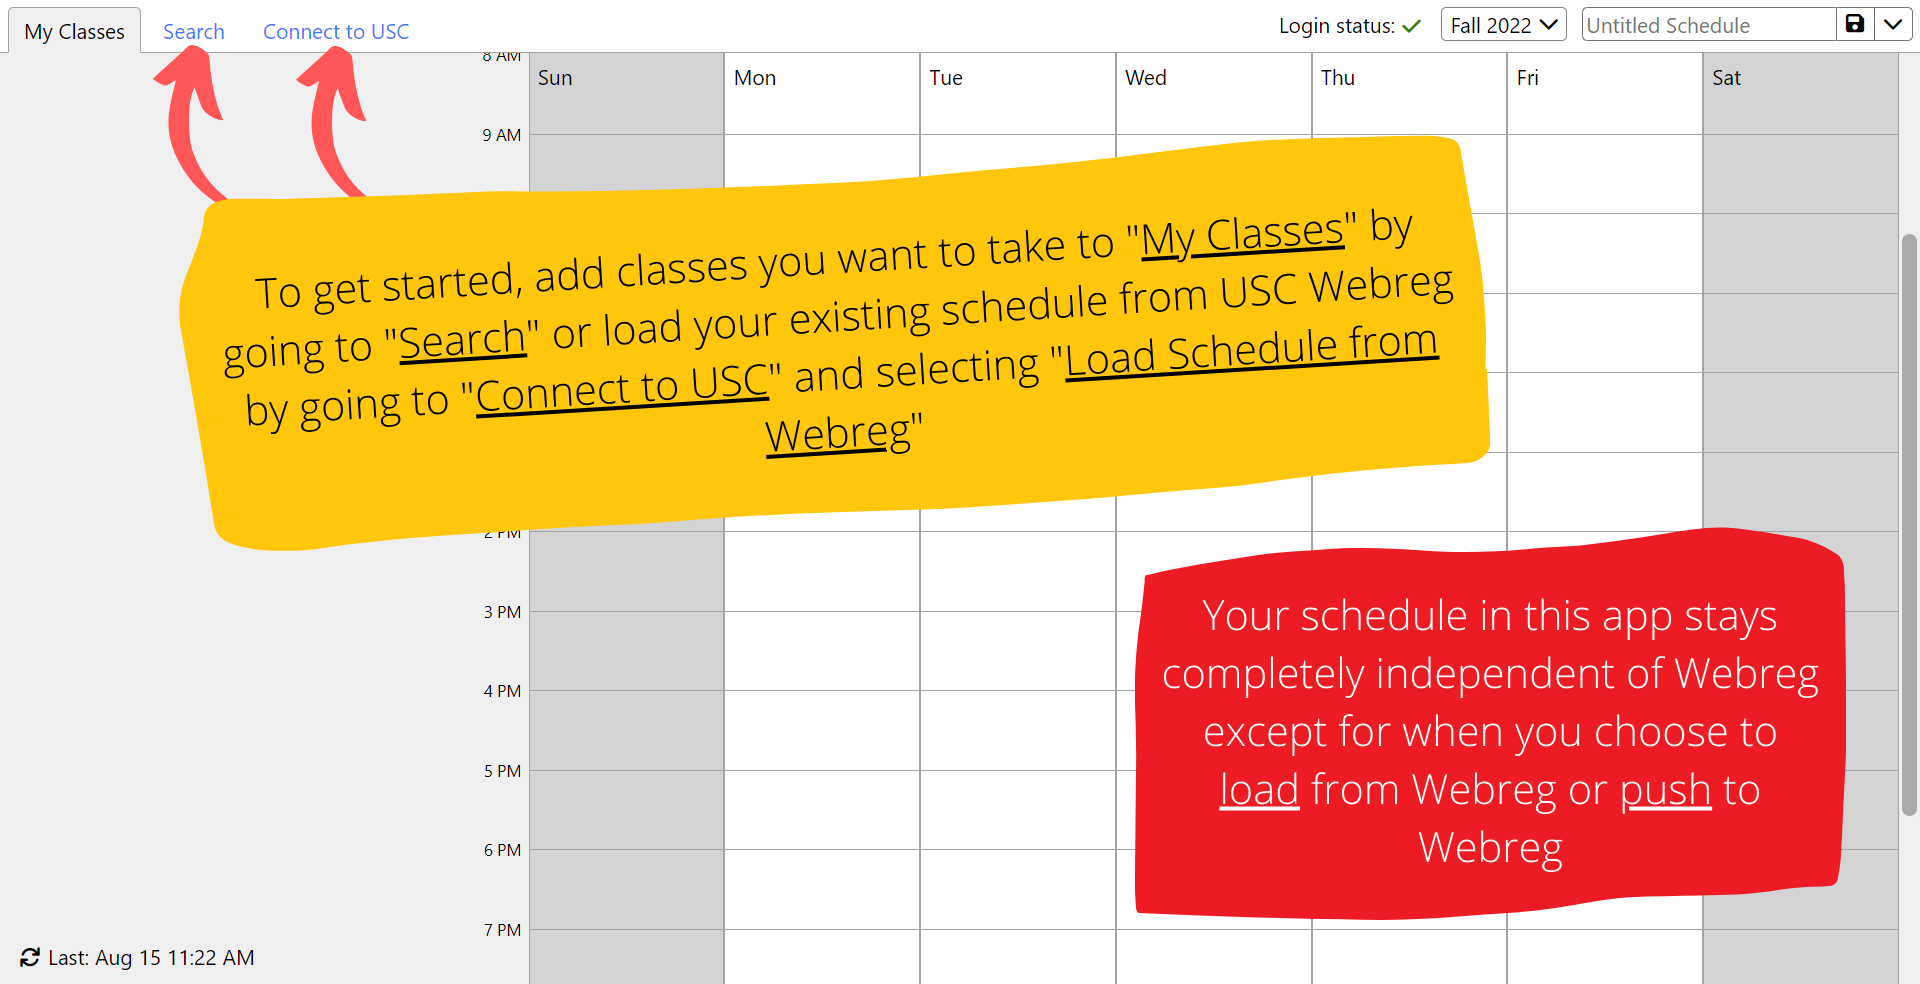 My Classes
Search
Connect to USC
Login status:
Fall 2022
Untitled Schedule
8 AM
Sun
Mon
Tue
Wed
Thu
Fri
Sat
9 AM
To get started, add classes you want to take to "My Classes" by
going to "Search" or load your existing schedule from USC Webreg
by going to "Connect to USC" and selecting "Load Schedule from
Webreg"
2 PM
3 PM
4 PM
5 PM
6 PM
7 PM
Your schedule in this app stays
completely independent of Webreg
except for when you choose to
load from Webreg or push to
Webreg
Last: Aug 15 11:22 AM